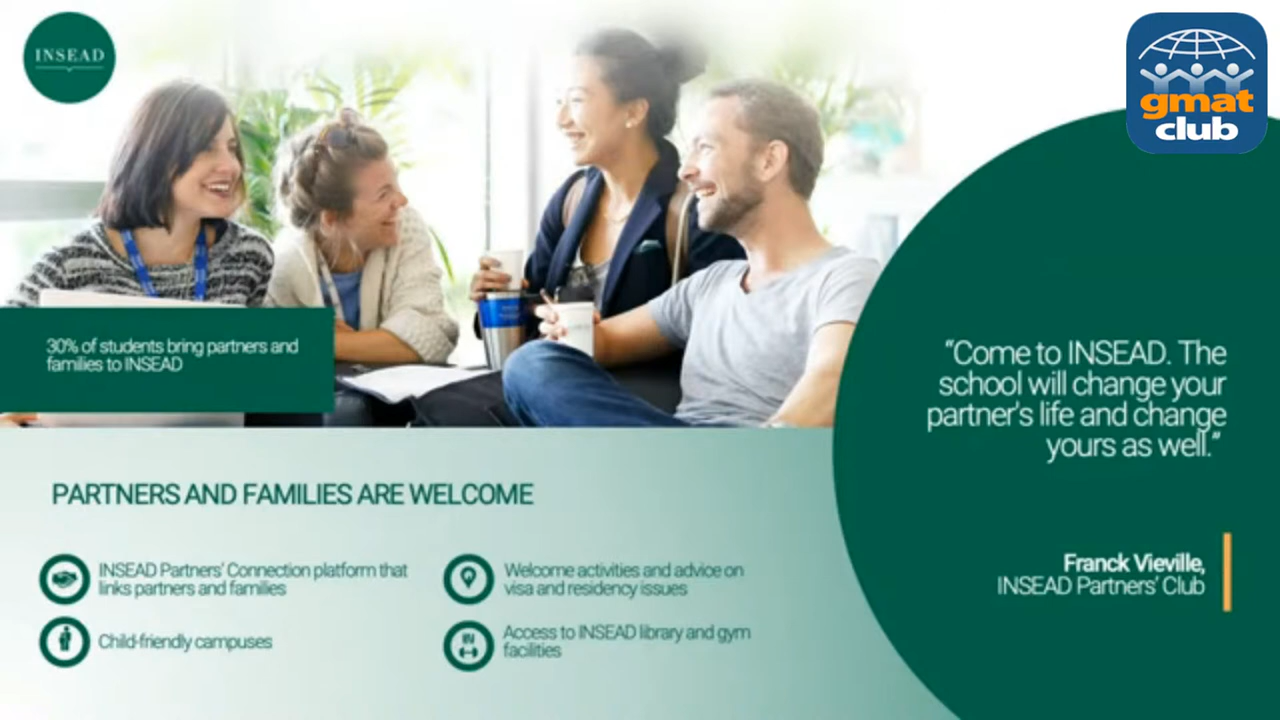 INSEAD
gmat
club
30% of students bring partners and
families to INSEAD
“Come to INSEAD. The
school will change your
partner's life and change
yours as well.”
Franck Vieville,
INSEAD Partners' Club
PARTNERS AND FAMILIES ARE WELCOME
INSEAD Partners' Connection platform that
links partners and families
Child-friendly campuses
Welcome activities and advice on
visa and residency issues
IN
Access to INSEAD library and gym
facilities